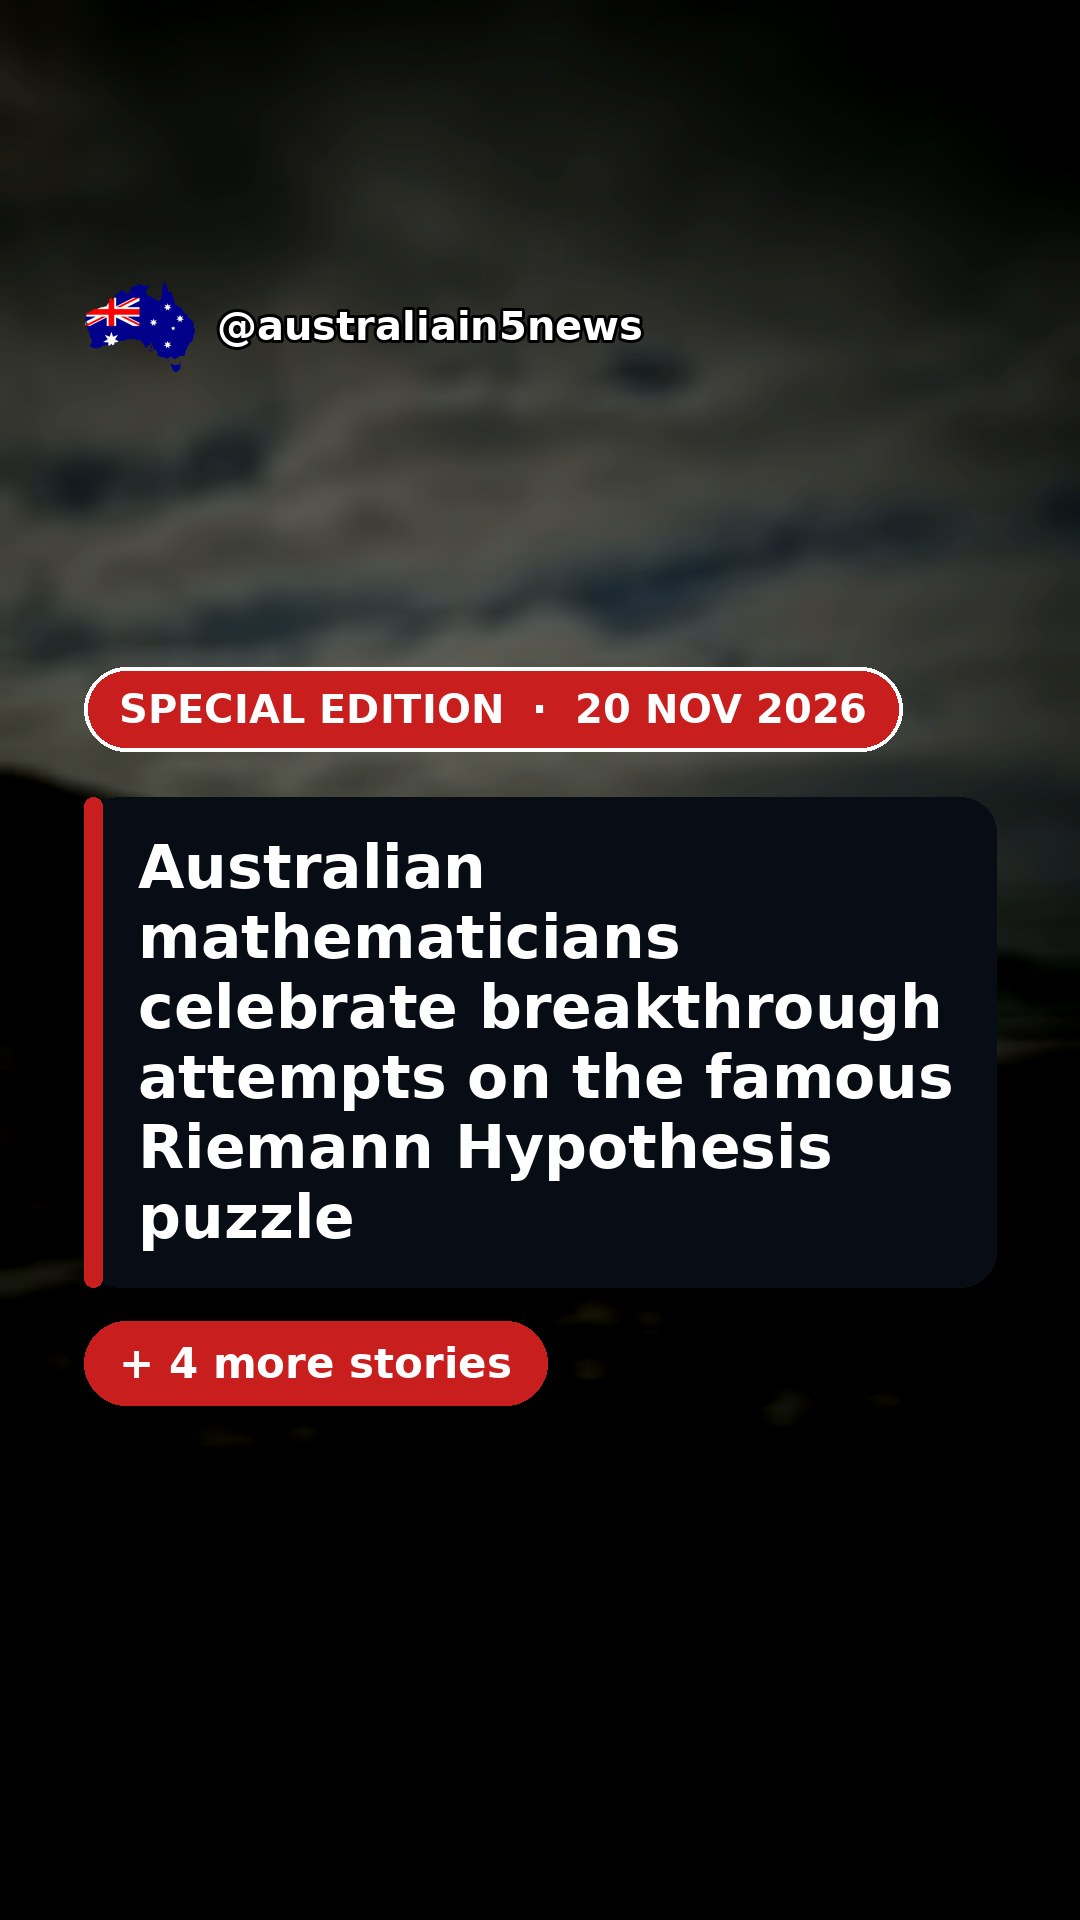 @australiain5news
SPECIAL EDITION · 20 NOV 2026
Australian
mathematicians
celebrate breakthrough
attempts on the famous
Riemann Hypothesis
puzzle
+ 4 more stories